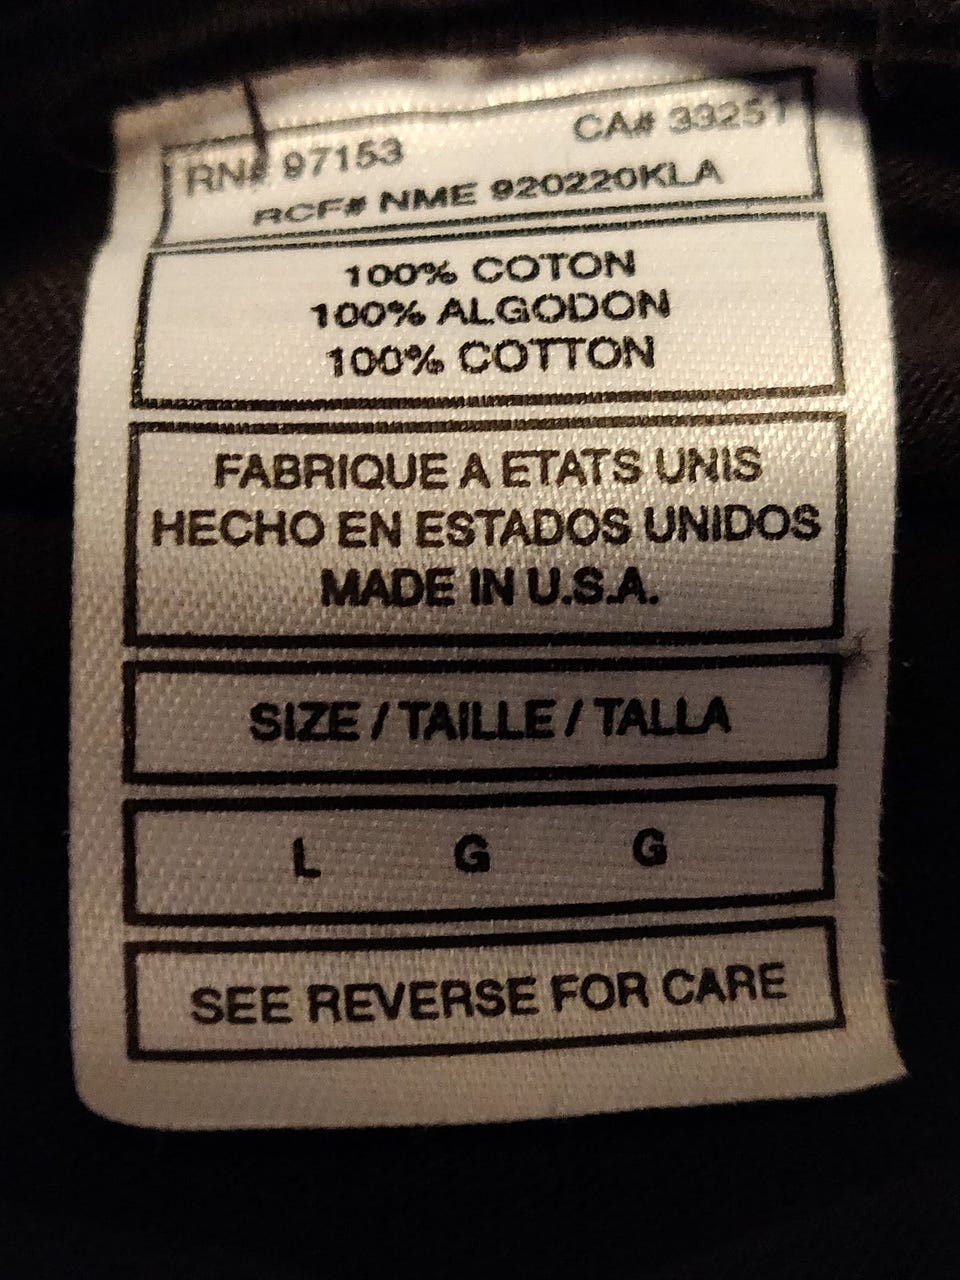 RN# 97153 CA# 33251
RCF# NME 920220KLA
100% COTON
100% ALGODON
100% COTTON
FABRIQUE A ETATS UNIS
HECHO EN ESTADOS UNIDOS
MADE IN U.S.A.
SIZE / TAILLE / TALLA
L G G
SEE REVERSE FOR CARE